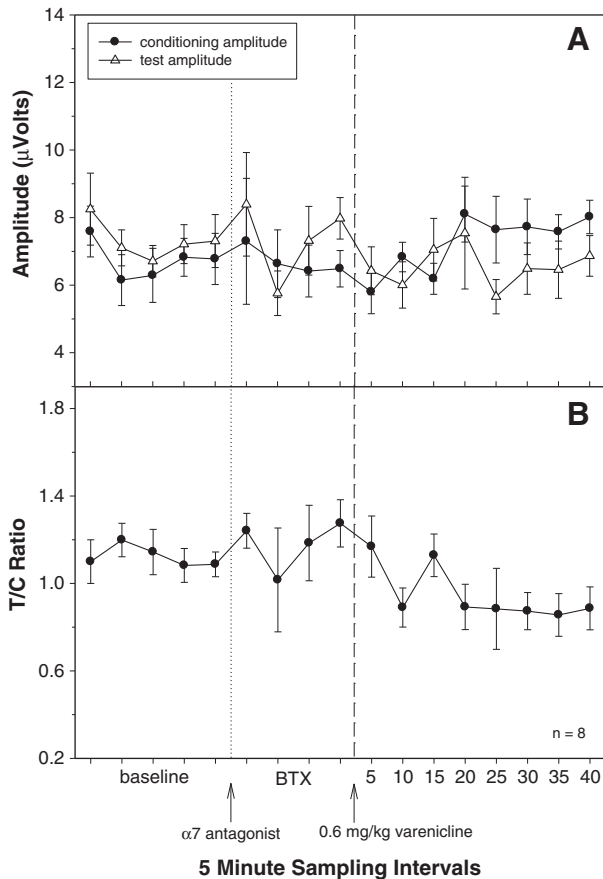 A
conditioning amplitude
test amplitude
14
12
10
8
6
4
Amplitude (μVolts)
B
1.8
1.4
1.0
0.6
0.2
T/C Ratio
n = 8
baseline BTX 5 10 15 20 25 30 35 40
α7 antagonist 0.6 mg/kg varenicline
5 Minute Sampling Intervals